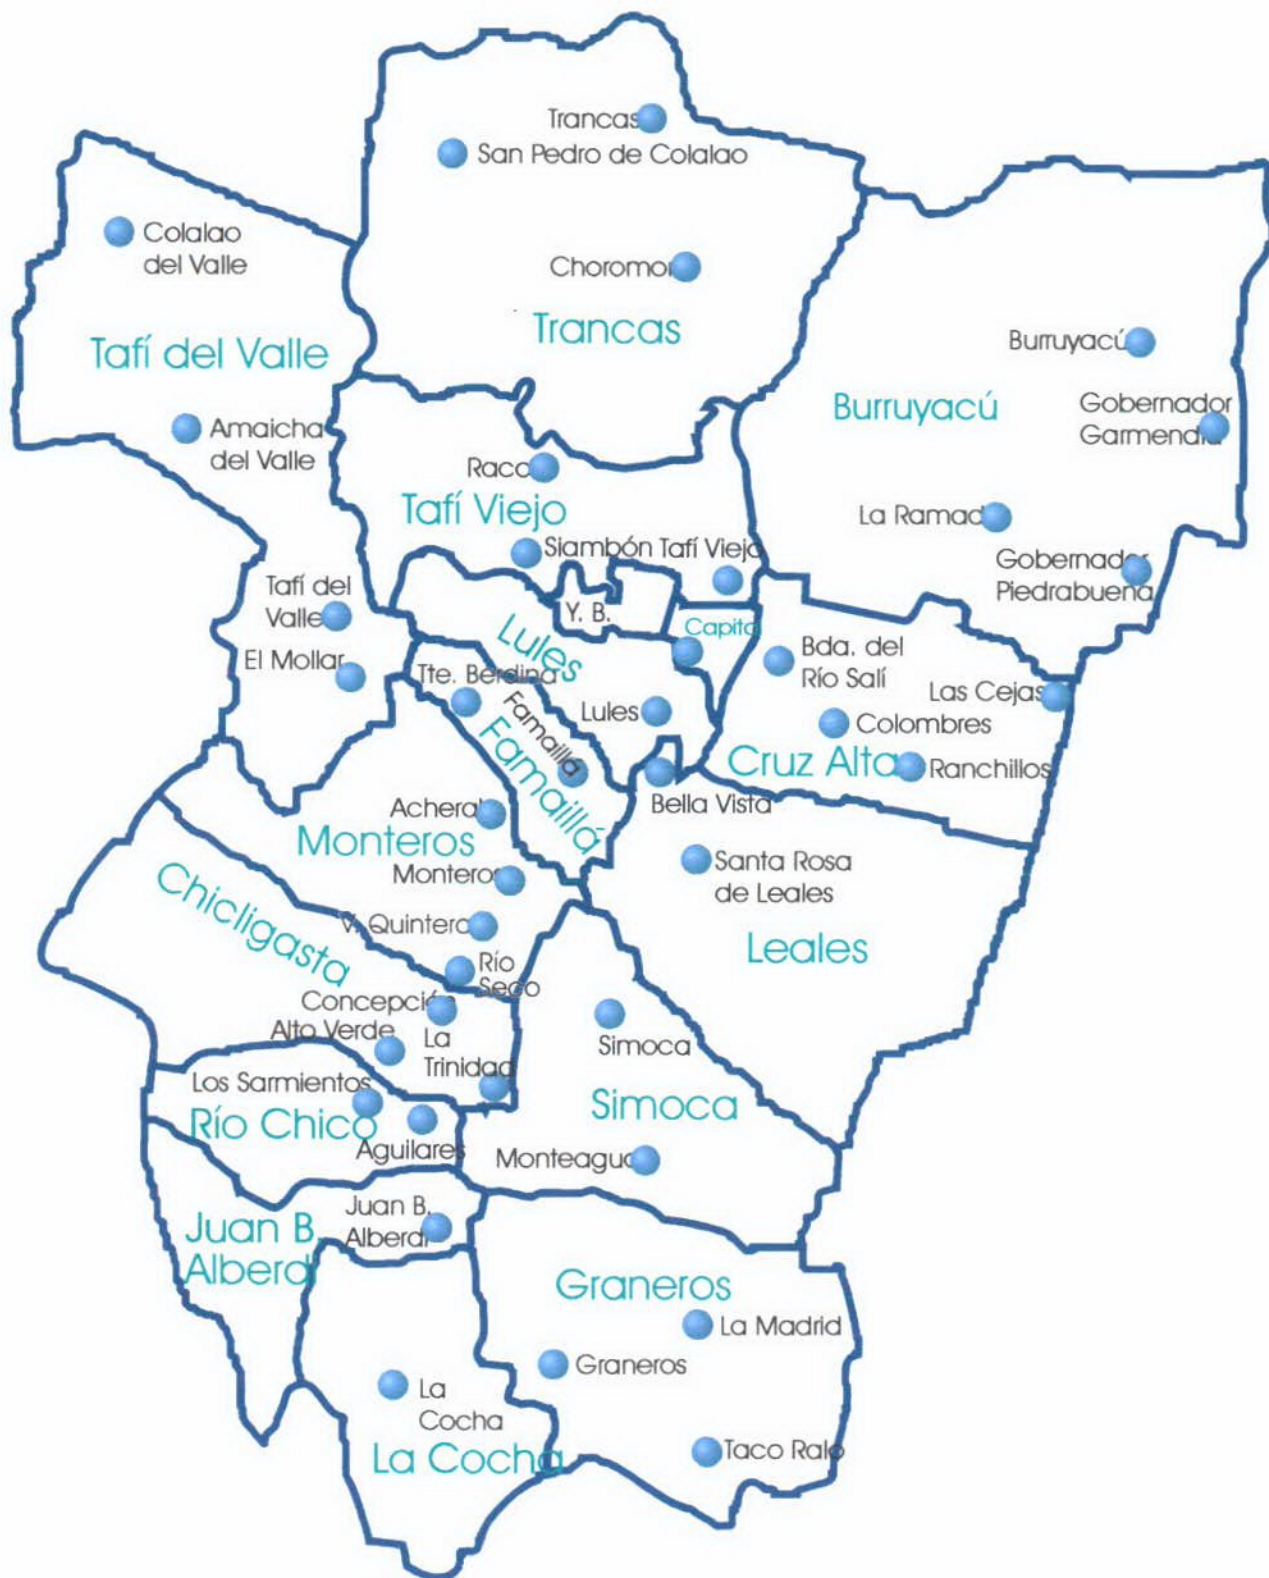 Trancas
San Pedro de Colalao
Colalao
del Valle
Choromor
Trancas
Tafí del Valle
Burruyacú
Burruyacú
Gobernador
Garmendia
Amaicha
del Valle
Raco
Tafí Viejo
La Ramad
Siambón
Tafí Viejo
Gobernador
Piedrabuena
Tafí del
Valle
Y. B.
Capital
Lules
El Mollar
Bda. del
Río Salí
Tte. Berdina
Las Cejas
Famaillá
Lules
Colombres
Famaillá
Cruz Alta
Ranchillos
Bella Vista
Acheral
Monteros
Santa Rosa
de Leales
Monteros
Chicligasta
V. Quintero
Leales
Río
Seco
Concepción
Alto Verde
La
Trinidad
Simoca
Los Sarmientos
Río Chico
Simoca
Aguilares
Monteagud
Juan B.
Alberdi
Juan B.
Alberdi
Graneros
La Madrid
Graneros
La
Cocha
La Cocha
Taco Ralo